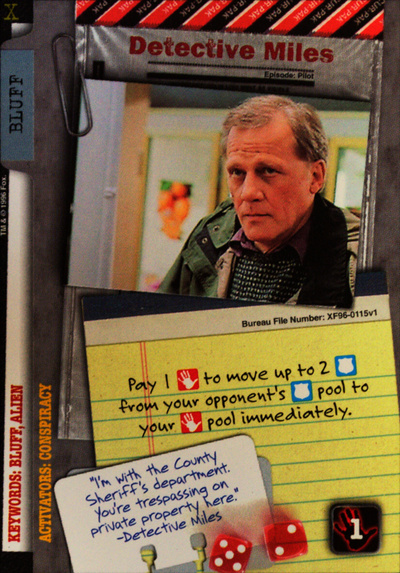 X
BLUFF
TM & © 1996 Fox.
KEYWORDS: BLUFF, ALIEN
ACTIVATORS: CONSPIRACY
Detective Miles
Episode: Pilot
Bureau File Number: XF96-0115v1
Pay 1 to move up to 2
from your opponent's pool to
your pool immediately.
"I'm with the County
Sheriff's department.
You're trespassing on
private property here."
-Detective Miles
1